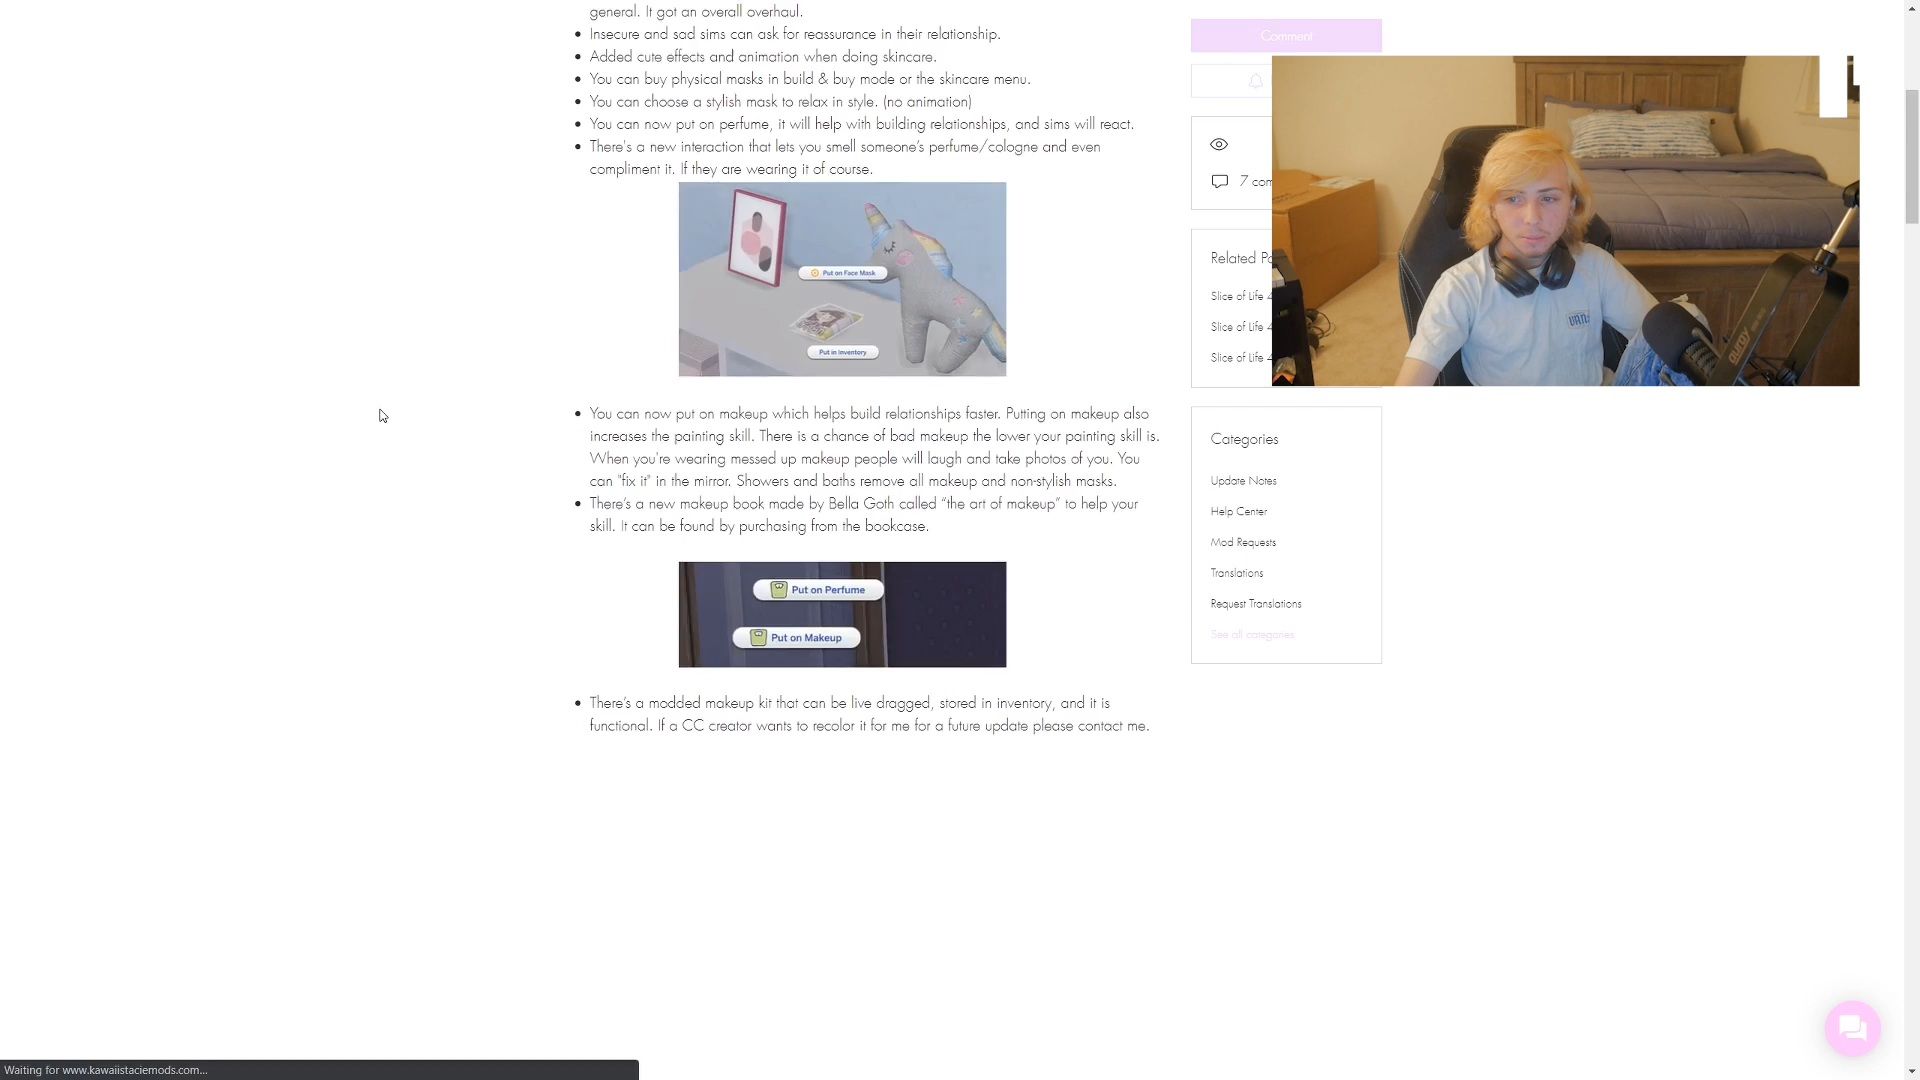 general. It got an overall overhaul.
Insecure and sad sims can ask for reassurance in their relationship.
Added cute effects and animation when doing skincare.
You can buy physical masks in build & buy mode or the skincare menu.
You can choose a stylish mask to relax in style. (no animation)
You can now put on perfume, it will help with building relationships, and sims will react.
There's a new interaction that lets you smell someone's perfume/cologne and even
compliment it. If they are wearing it of course.
Put on Face Mask
Put in Inventory
You can now put on makeup which helps build relationships faster. Putting on makeup also
increases the painting skill. There is a chance of bad makeup the lower your painting skill is.
When you're wearing messed up makeup people will laugh and take photos of you. You
can "fix it" in the mirror. Showers and baths remove all makeup and non-stylish masks.
There's a new makeup book made by Bella Goth called “the art of makeup” to help your
skill. It can be found by purchasing from the bookcase.
Put on Perfume
Put on Makeup
There's a modded makeup kit that can be live dragged, stored in inventory, and it is
functional. If a CC creator wants to recolor it for me for a future update please contact me.
Comment
7 com
Related Po
Slice of Life 4
Slice of Life 4
Slice of Life 4
Categories
Update Notes
Help Center
Mod Requests
Translations
Request Translations
See all categories
VANS
auray
Waiting for www.kawaiistaciemods.com...